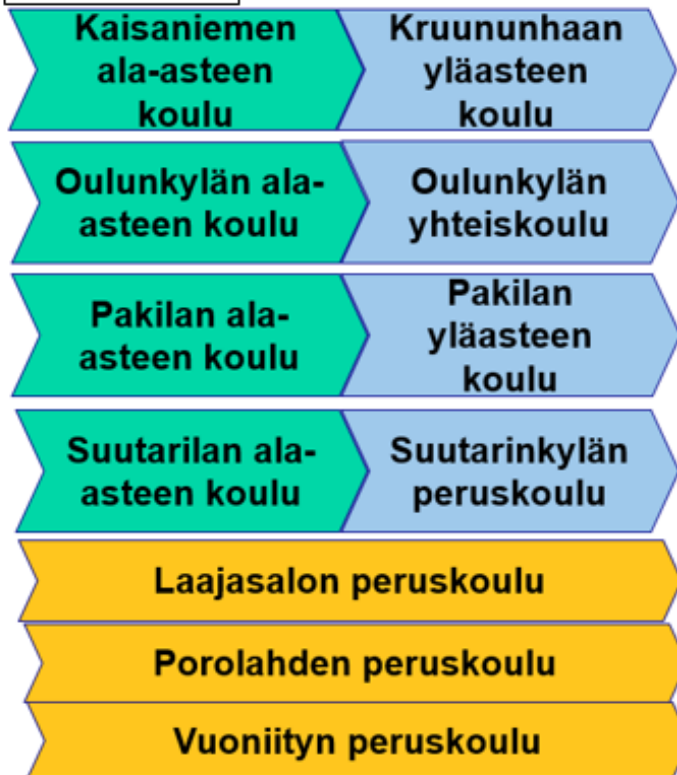 Kaisaniemen
ala-asteen
koulu
Kruununhaan
yläasteen
koulu
Oulunkylän ala-
asteen koulu
Oulunkylän
yhteiskoulu
Pakilan ala-
asteen koulu
Pakilan
yläasteen
koulu
Suutarilan ala-
asteen koulu
Suutarinkylän
peruskoulu
Laajasalon peruskoulu
Porolahden peruskoulu
Vuoniityn peruskoulu